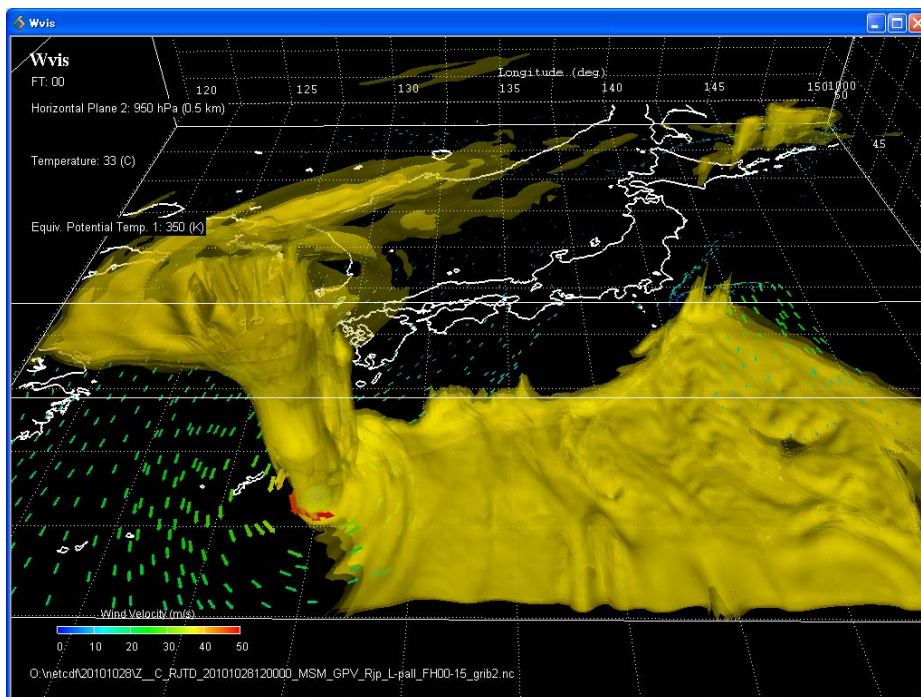 Wvis
Wvis
FT: 00
Horizontal Plane 2: 950 hPa (0.5 km)
Temperature: 33 (C)
Equiv. Potential Temp. 1: 350 (K)
Longitude (deg)
120 125 130 135 140 145 150 1000
50
45
Wind Velocity (m/s)
0 10 20 30 40 50
O:\netcdf\20101028\Z__C_RJTD_20101028120000_MSM_GPV_Rjp_L-pall_FH00-15_grib2.nc